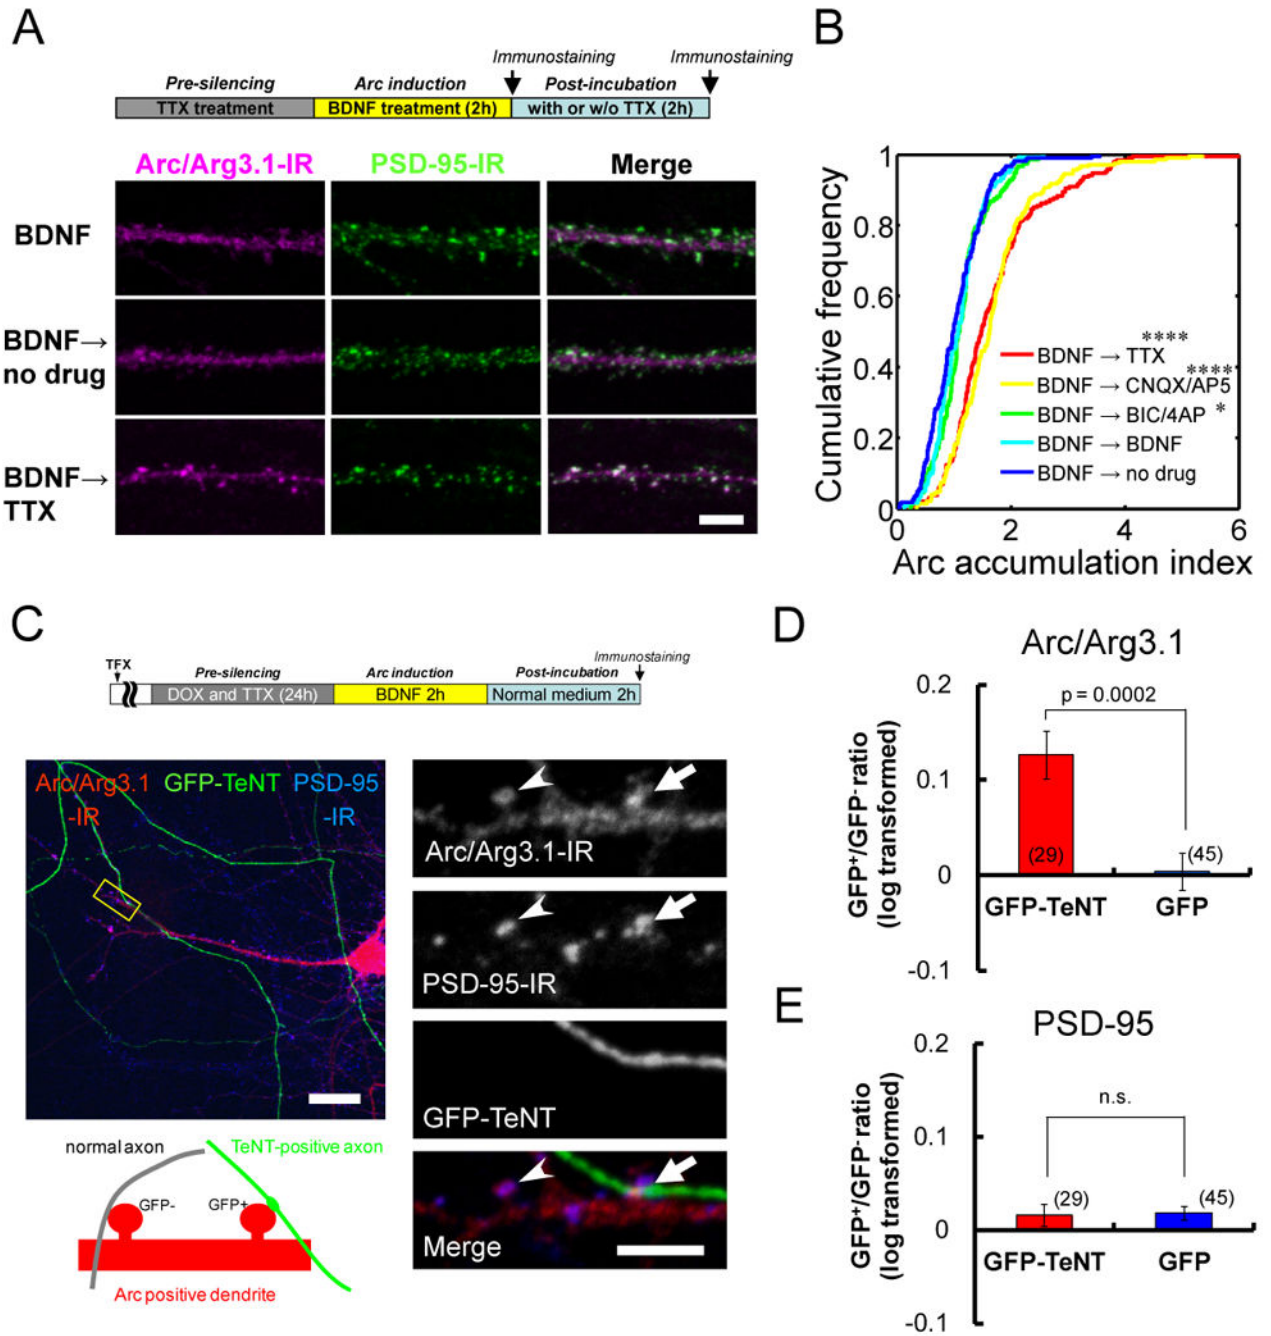 A
Immunostaining
Immunostaining
Pre-silencing
Arc induction
Post-incubation
TTX treatment
BDNF treatment (2h)
with or w/o TTX (2h)
Arc/Arg3.1-IR
PSD-95-IR
Merge
BDNF
BDNF→
no drug
BDNF→
TTX
B
Cumulative frequency
1
0.8
0.6
0.4
0.2
0
0
2
4
6
Arc accumulation index
BDNF → TTX ****
BDNF → CNQX/AP5 ****
BDNF → BIC/4AP *
BDNF → BDNF
BDNF → no drug
C
TFX
Immunostaining
Pre-silencing
Arc induction
Post-incubation
DOX and TTX (24h)
BDNF 2h
Normal medium 2h
Arc/Arg3.1
-IR
GFP-TeNT
PSD-95
-IR
Arc/Arg3.1-IR
PSD-95-IR
GFP-TeNT
Merge
normal axon
TeNT-positive axon
GFP-
GFP+
Arc positive dendrite
D
Arc/Arg3.1
GFP+/GFP- ratio
(log transformed)
0.2
0.1
0
-0.1
p = 0.0002
(29)
(45)
GFP-TeNT
GFP
E
PSD-95
GFP+/GFP- ratio
(log transformed)
0.2
0.1
0
-0.1
n.s.
(29)
(45)
GFP-TeNT
GFP